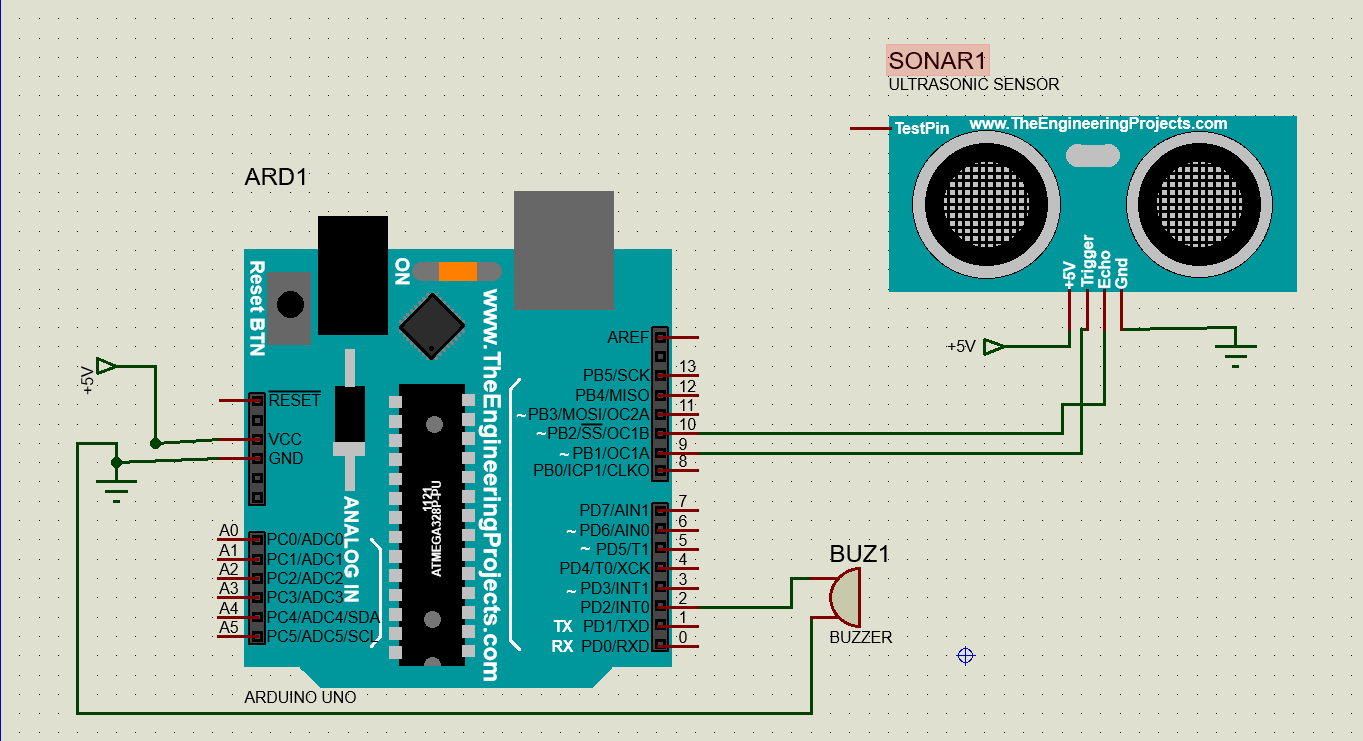 SONAR1
ULTRASONIC SENSOR
TestPin
www.TheEngineeringProjects.com
+5V
Trigger
Echo
Gnd
+5V
ARD1
Reset BTN
ON
www.TheEngineeringProjects.com
+5V
RESET
VCC
GND
ANALOG IN
1121
ATMEGA328P-PU
A0 PC0/ADC0
A1 PC1/ADC1
A2 PC2/ADC2
A3 PC3/ADC3
A4 PC4/ADC4/SDA
A5 PC5/ADC5/SCL
AREF
PB5/SCK 13
PB4/MISO 12
~ PB3/MOSI/OC2A 11
~ PB2/SS/OC1B 10
~ PB1/OC1A 9
PB0/ICP1/CLKO 8
PD7/AIN1 7
~ PD6/AIN0 6
~ PD5/T1 5
PD4/T0/XCK 4
~ PD3/INT1 3
PD2/INT0 2
TX PD1/TXD 1
RX PD0/RXD 0
ARDUINO UNO
BUZ1
BUZZER